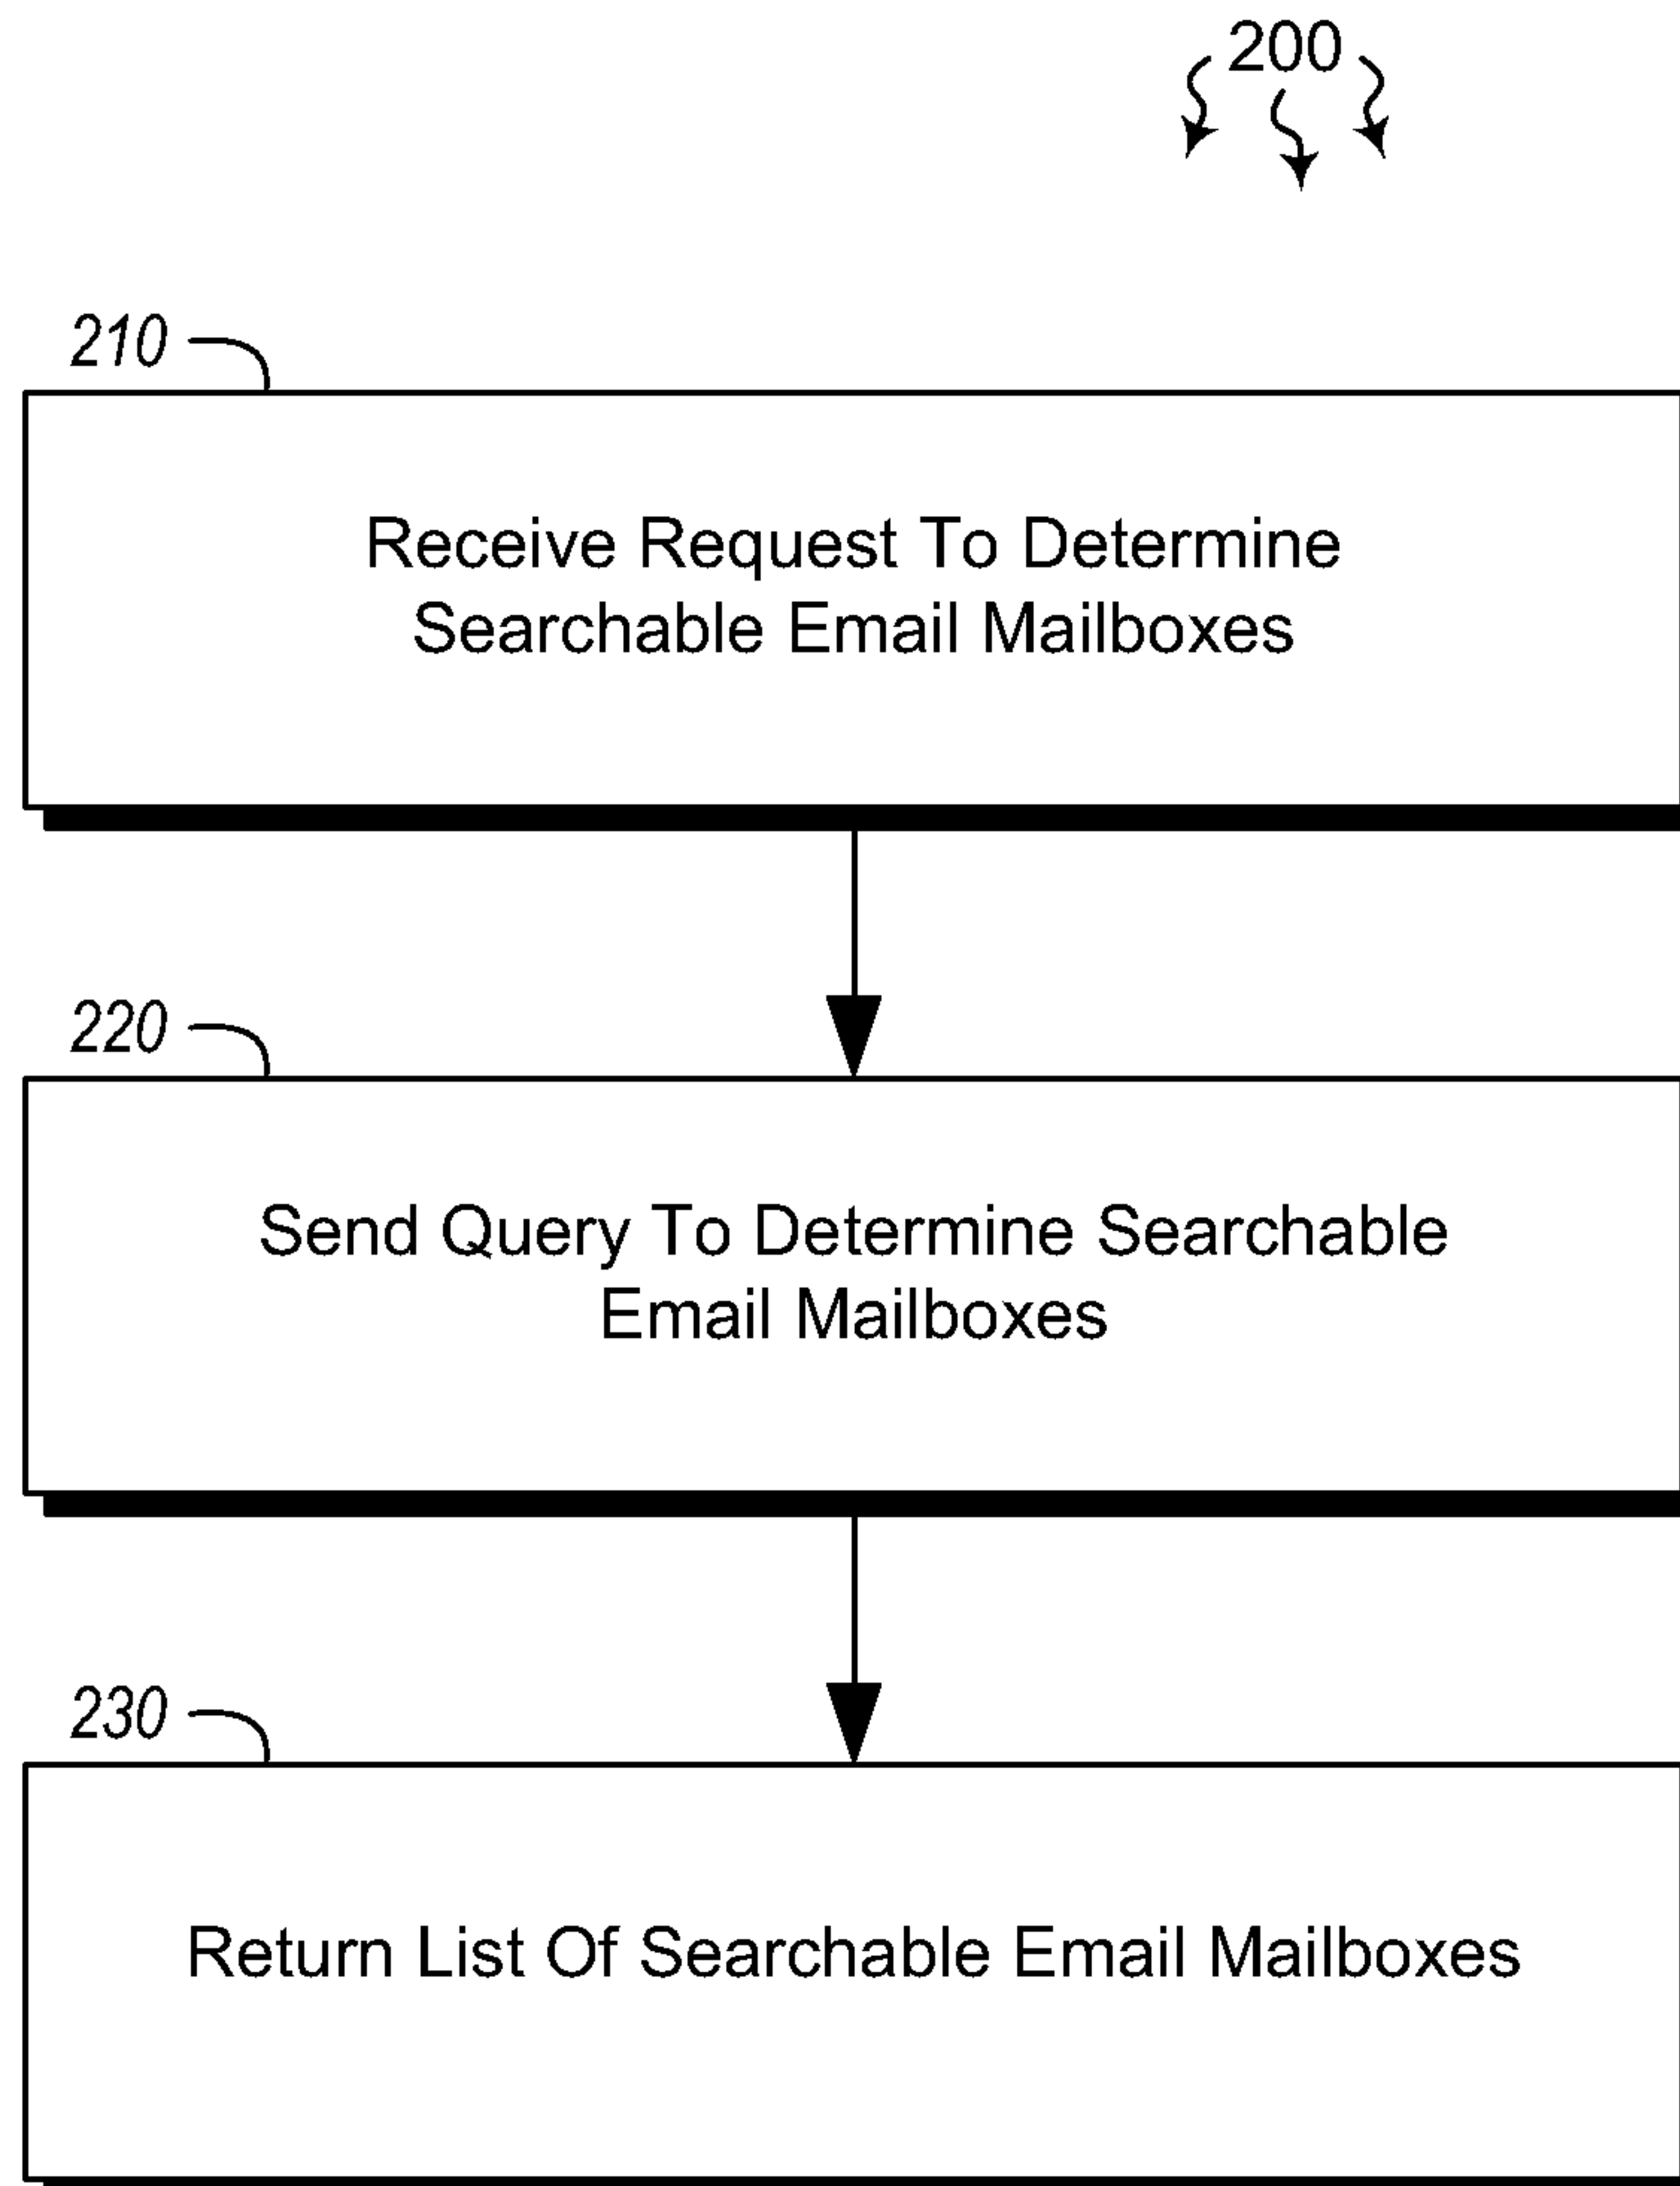 200
210
Receive Request To Determine
Searchable Email Mailboxes
220
Send Query To Determine Searchable
Email Mailboxes
230
Return List Of Searchable Email Mailboxes